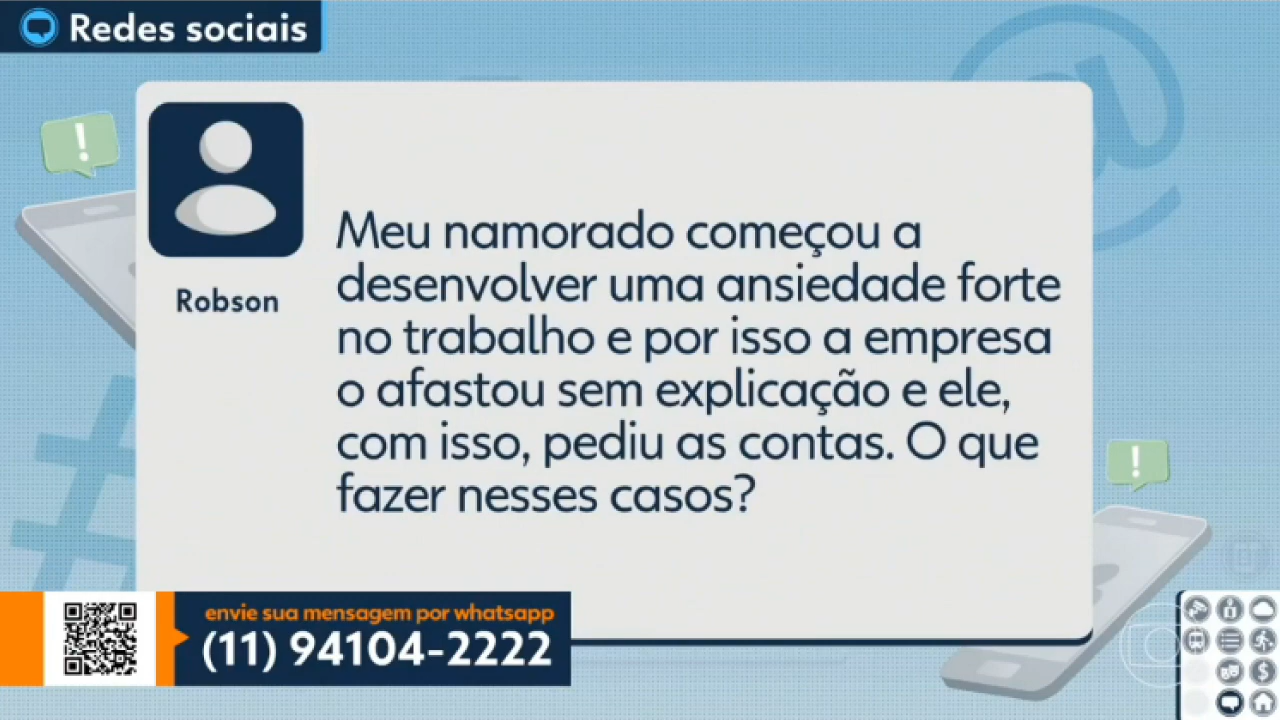 Redes sociais
Robson
Meu namorado começou a
desenvolver uma ansiedade forte
no trabalho e por isso a empresa
o afastou sem explicação e ele,
com isso, pediu as contas. O que
fazer nesses casos?
envie sua mensagem por whatsapp
(11) 94104-2222